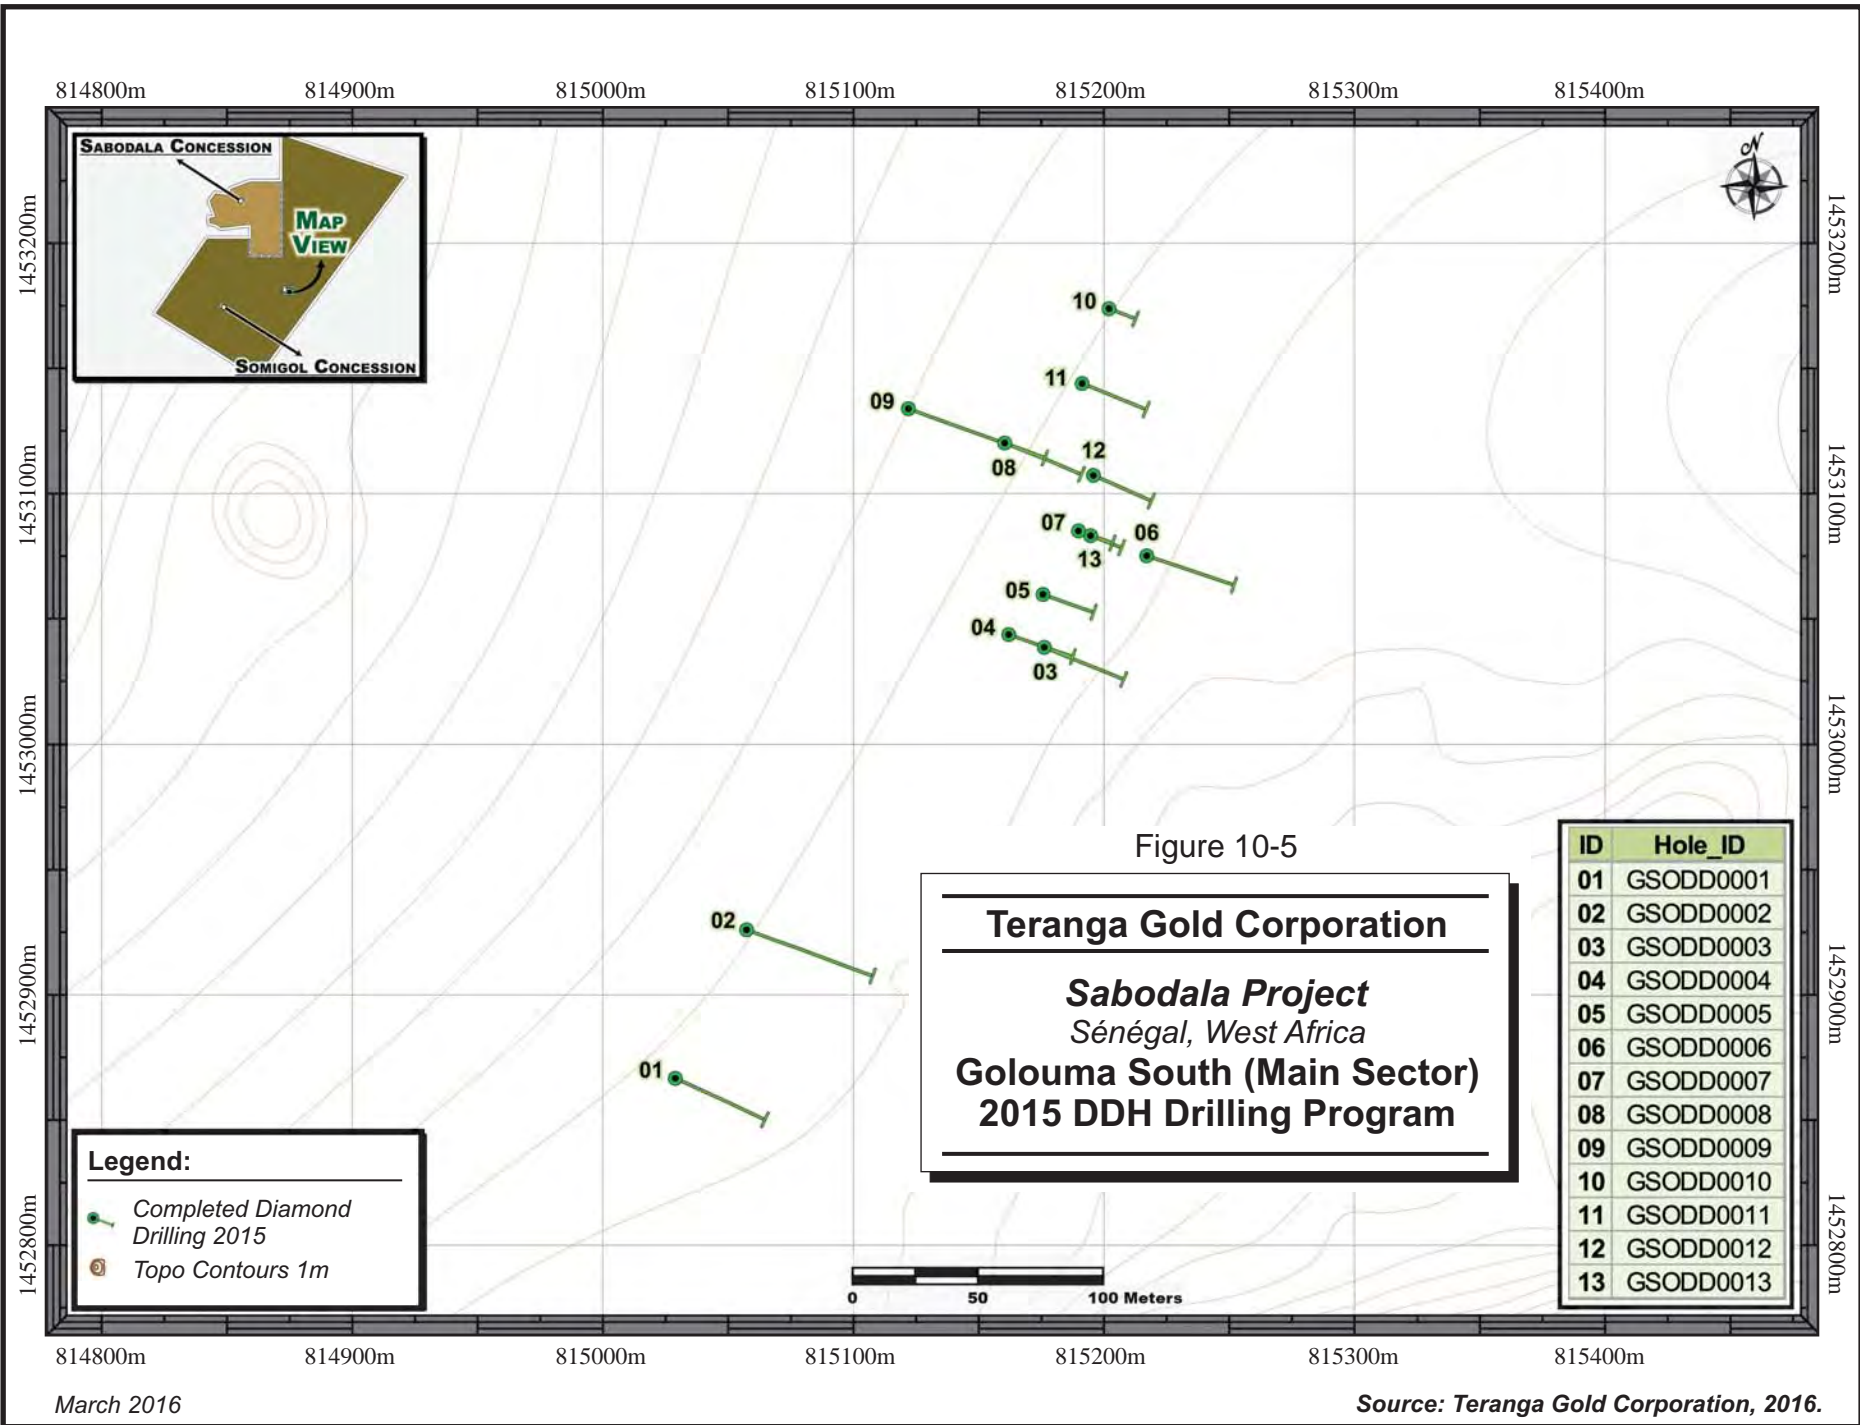 814800m 814900m 815000m 815100m 815200m 815300m 815400m
SABODALA CONCESSION
MAP
VIEW
SOMIGOL CONCESSION
N
1453200m 1453200m
1453100m 1453100m
1453000m 1453000m
1452900m 1452900m
1452800m 1452800m
10
11
09
08
12
07
13
06
05
04
03
02
01
Figure 10-5
Teranga Gold Corporation
Sabodala Project
Sénégal, West Africa
Golouma South (Main Sector)
2015 DDH Drilling Program
ID Hole_ID
01 GSODD0001
02 GSODD0002
03 GSODD0003
04 GSODD0004
05 GSODD0005
06 GSODD0006
07 GSODD0007
08 GSODD0008
09 GSODD0009
10 GSODD0010
11 GSODD0011
12 GSODD0012
13 GSODD0013
Legend:
Completed Diamond
Drilling 2015
Topo Contours 1m
0 50 100 Meters
814800m 814900m 815000m 815100m 815200m 815300m 815400m
March 2016
Source: Teranga Gold Corporation, 2016.